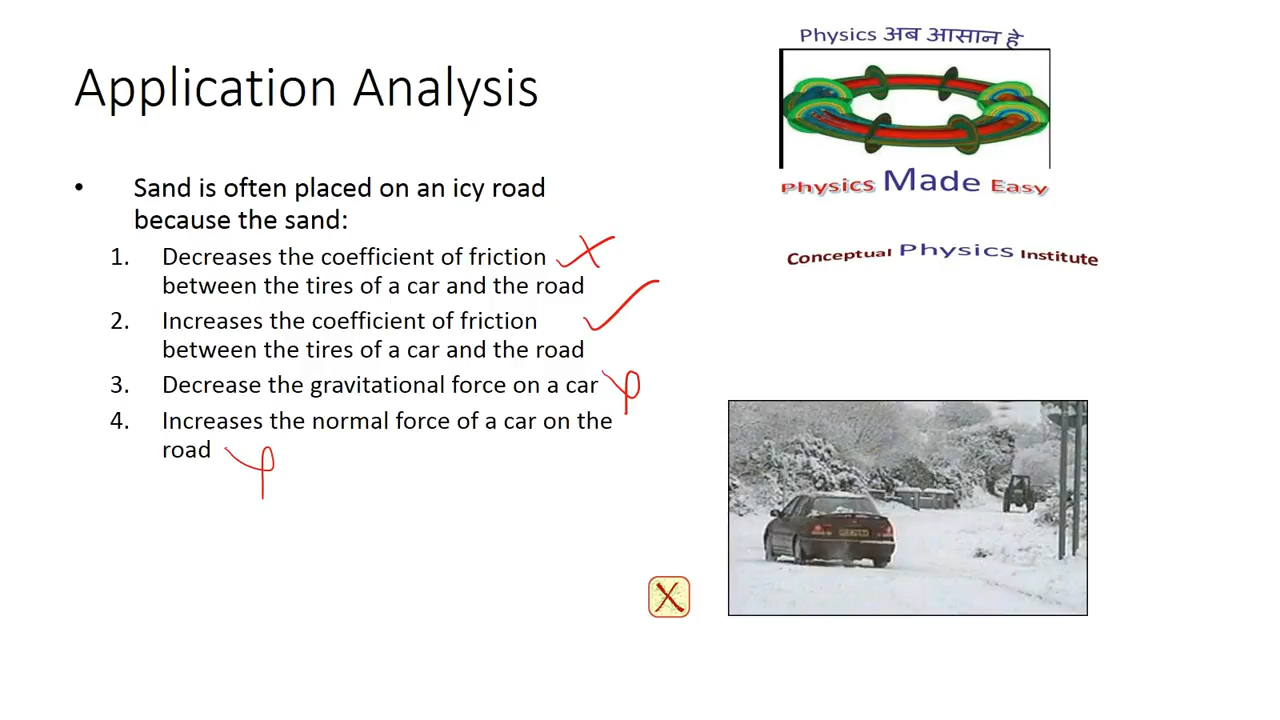 Application Analysis
Physics अब आसान हे
Physics Made Easy
Conceptual Physics Institute
• Sand is often placed on an icy road
because the sand:
1. Decreases the coefficient of friction
between the tires of a car and the road
2. Increases the coefficient of friction
between the tires of a car and the road
3. Decrease the gravitational force on a car
4. Increases the normal force of a car on the
road
X